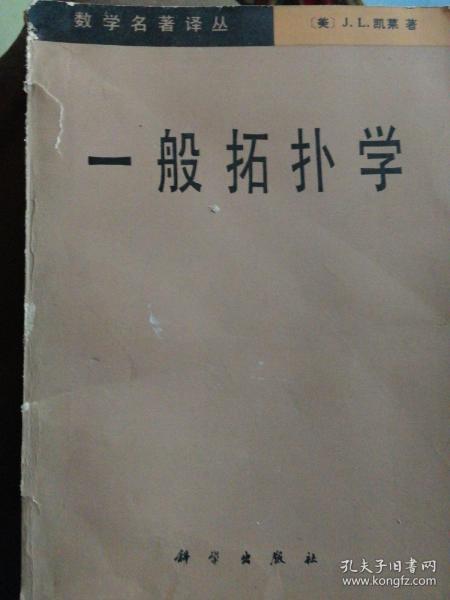 数学名著译丛
〔美〕J.L.凯莱 著
一般拓扑学
科学出版社
孔夫子旧书网
www.kongfz.com